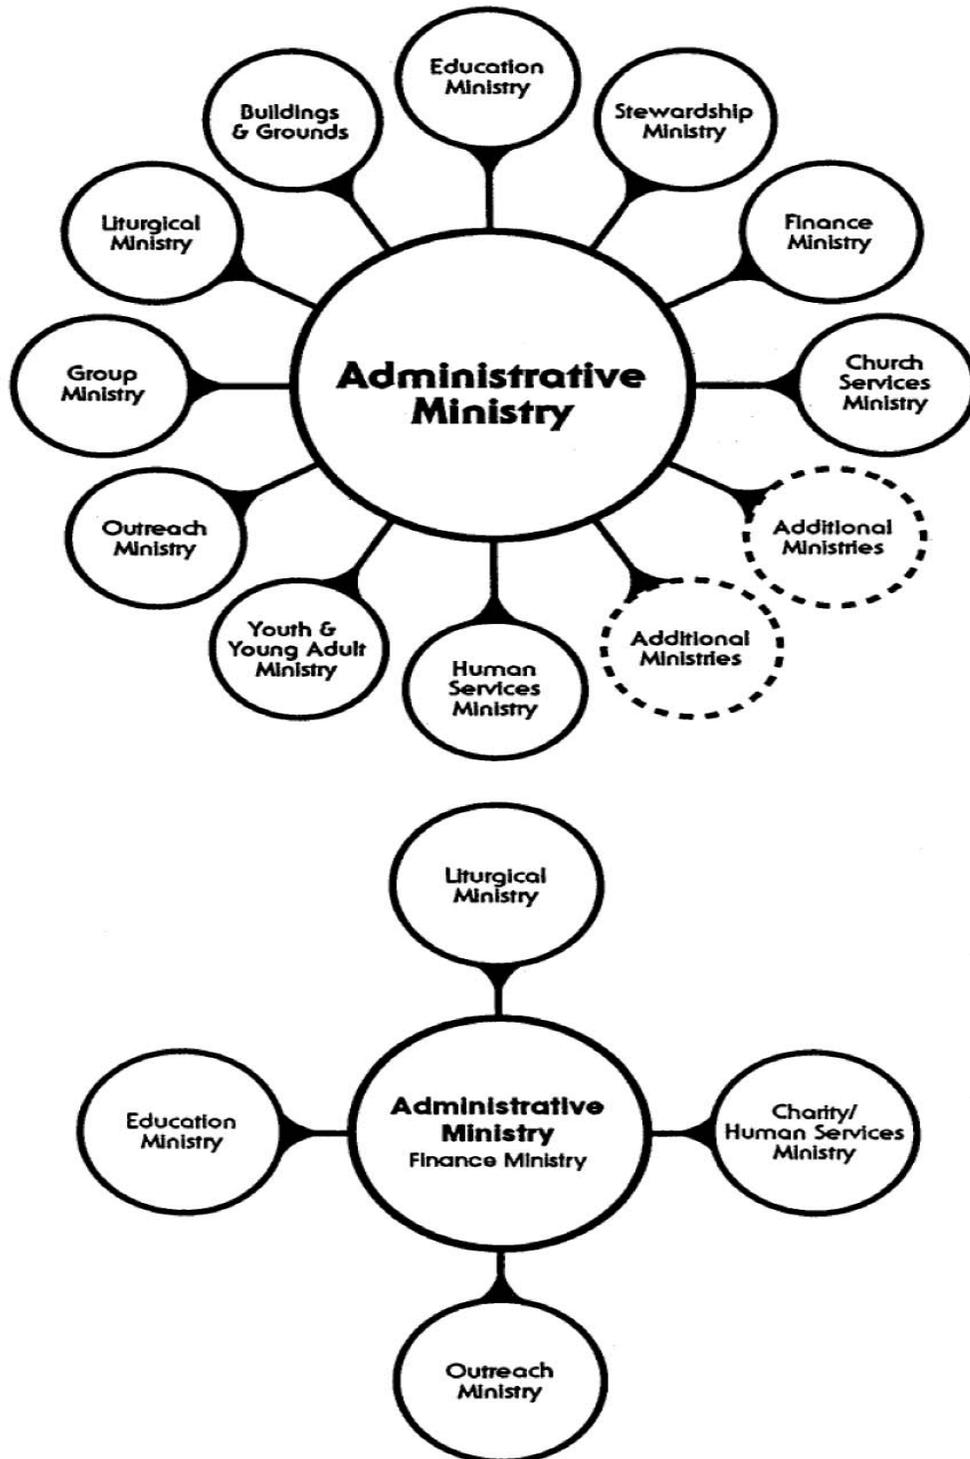 Education
Ministry
Buildings
& Grounds
Stewardship
Ministry
Liturgical
Ministry
Finance
Ministry
Group
Ministry
Administrative
Ministry
Church
Services
Ministry
Outreach
Ministry
Additional
Ministries
Youth &
Young Adult
Ministry
Human
Services
Ministry
Additional
Ministries
Liturgical
Ministry
Education
Ministry
Administrative
Ministry
Finance Ministry
Charity/
Human Services
Ministry
Outreach
Ministry